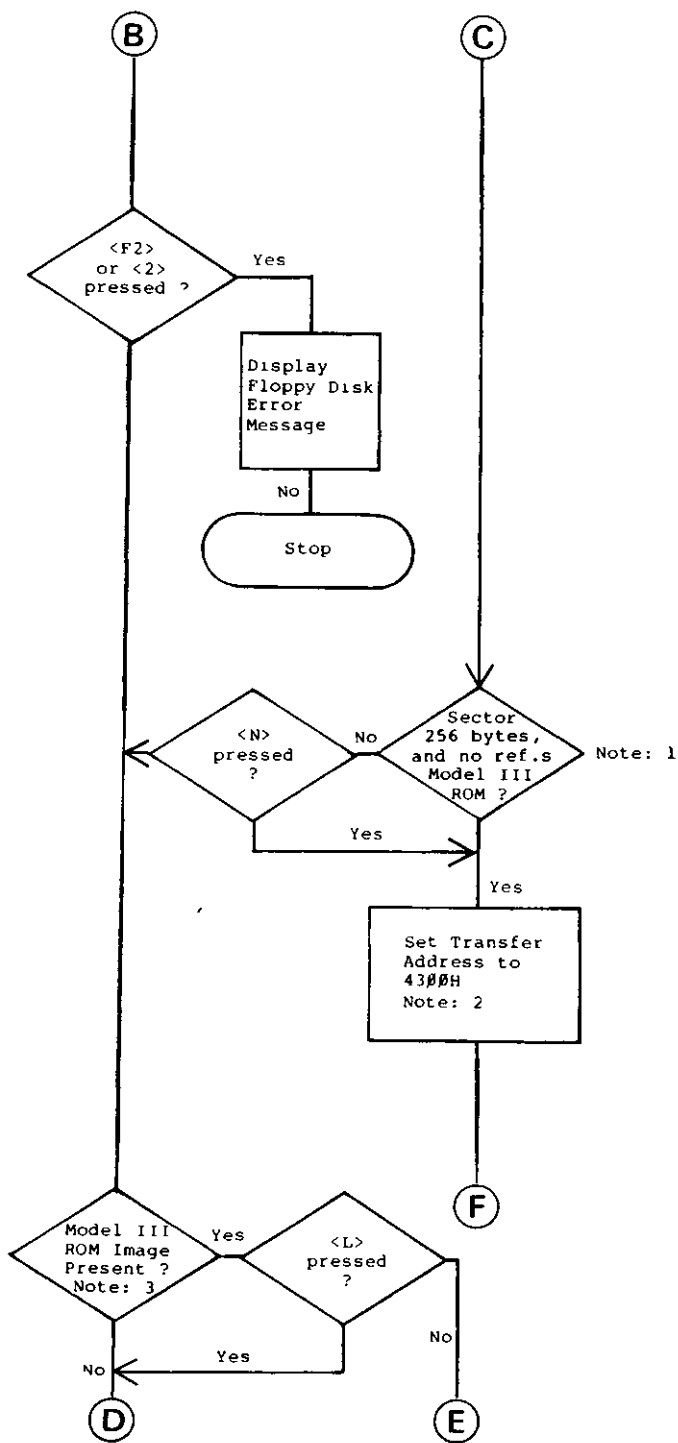 B
C
<F2>
or <2>
pressed ?
Yes
Display
Floppy Disk
Error
Message
No
Stop
<N>
pressed
?
No
Sector
256 bytes,
and no ref.s
Model III
ROM ?
Note: 1
Yes
Yes
Set Transfer
Address to
43ØØH
Note: 2
F
Model III
ROM Image
Present ?
Note: 3
Yes
<L>
pressed
?
No
Yes
No
D
E